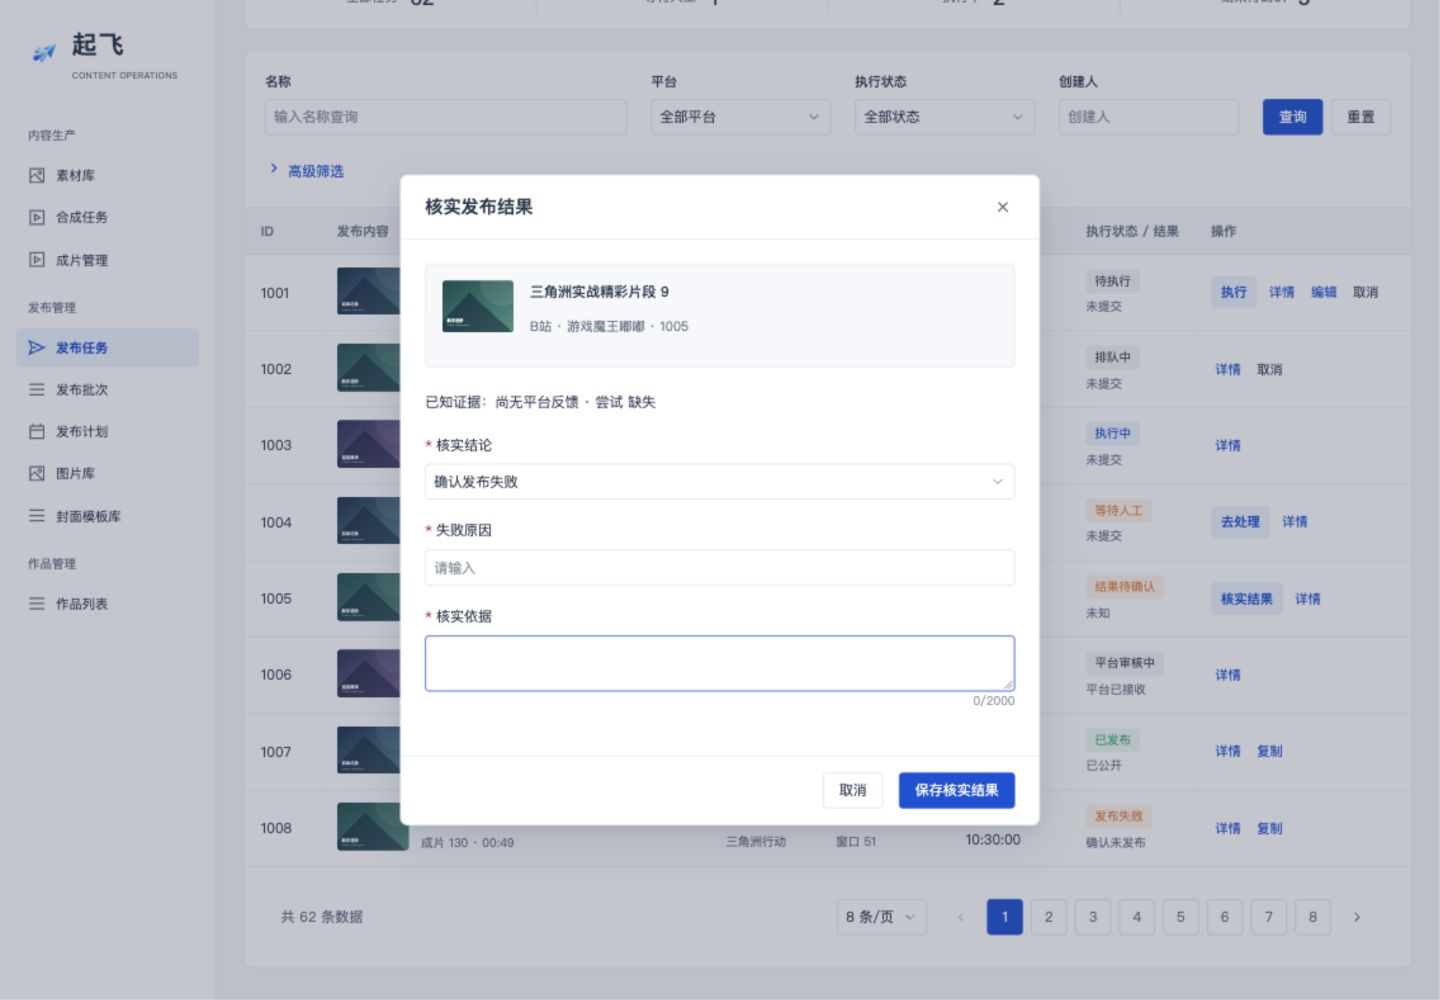 起飞
CONTENT OPERATIONS
内容生产
素材库
合成任务
成片管理
发布管理
发布任务
发布批次
发布计划
图片库
封面模板库
作品管理
作品列表
名称
平台
执行状态
创建人
输入名称查询
全部平台
全部状态
创建人
查询
重置
高级筛选
ID
发布内容
执行状态 / 结果
操作
1001
待执行
未提交
执行
详情
编辑
取消
1002
排队中
未提交
详情
取消
1003
执行中
未提交
详情
1004
等待人工
未提交
去处理
详情
1005
结果待确认
未知
核实结果
详情
1006
平台审核中
平台已接收
详情
1007
已发布
已公开
详情
复制
1008
成片 130 · 00:49
三角洲行动
窗口 51
10:30:00
发布失败
确认未发布
详情
复制
核实发布结果
三角洲实战精彩片段 9
B站 · 游戏魔王嘟嘟 · 1005
已知证据：尚无平台反馈 · 尝试 缺失
* 核实结论
确认发布失败
* 失败原因
请输入
* 核实依据
0/2000
取消
保存核实结果
共 62 条数据
8 条/页
1
2
3
4
5
6
7
8